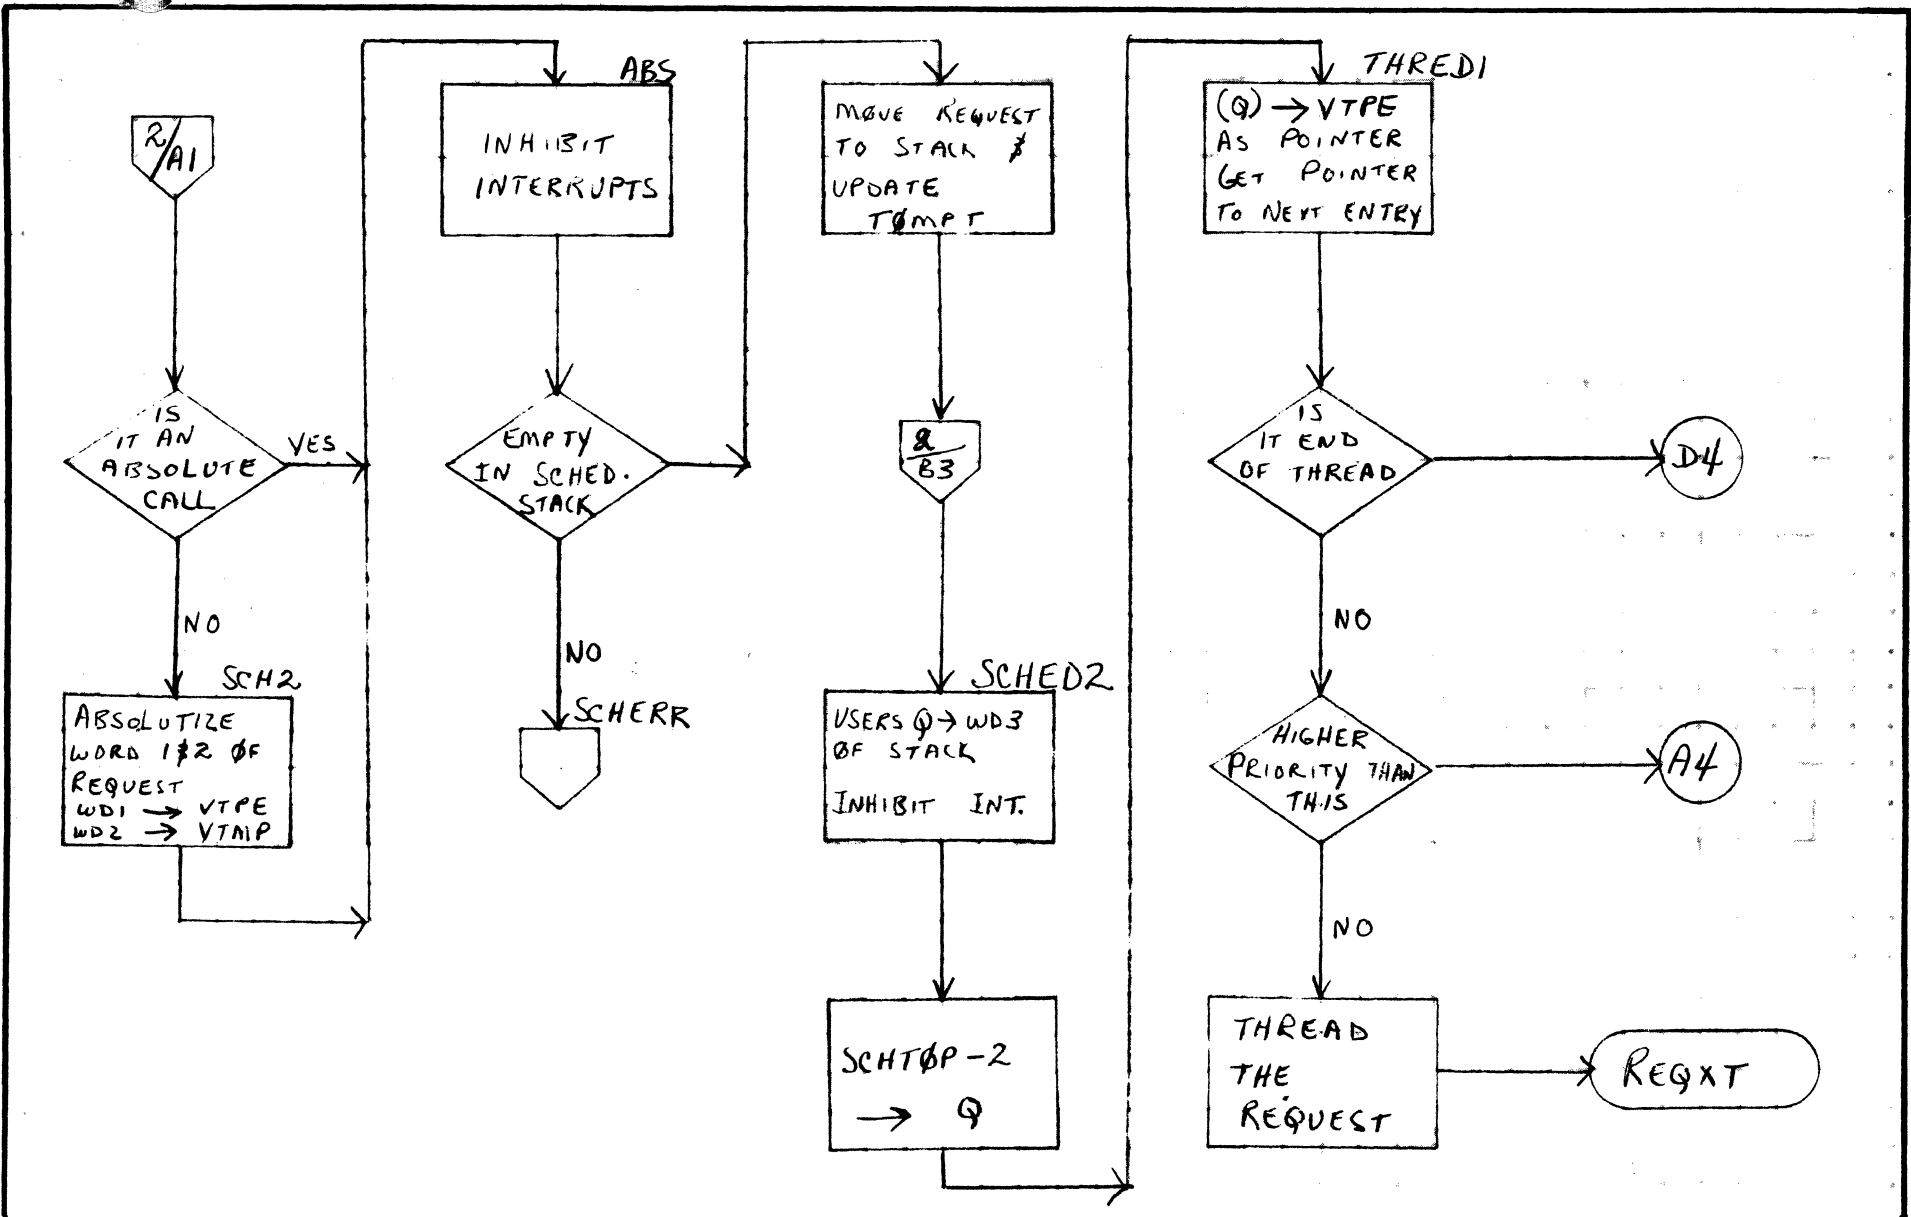 2/A1
IS
IT AN
ABSOLUTE
CALL
YES
NO
SCH2
ABSOLUTIZE
WORD 1&2 ØF
REQUEST
WD1 → VTPE
WD2 → VTMP
ABS
INHIBIT
INTERRUPTS
EMPTY
IN SCHED.
STACK
NO
SCHERR
MØVE REQUEST
TO STACK &
UPDATE
TØMPT
2/B3
SCHED2
USERS Q → WD3
ØF STACK
INHIBIT INT.
SCHTØP-2
→ Q
THRED1
(Q) → VTPE
AS POINTER
GET POINTER
TO NEXT ENTRY
IS
IT END
OF THREAD
D4
NO
HIGHER
PRIORITY THAN
THIS
A4
NO
THREAD
THE
REQUEST
REQXT